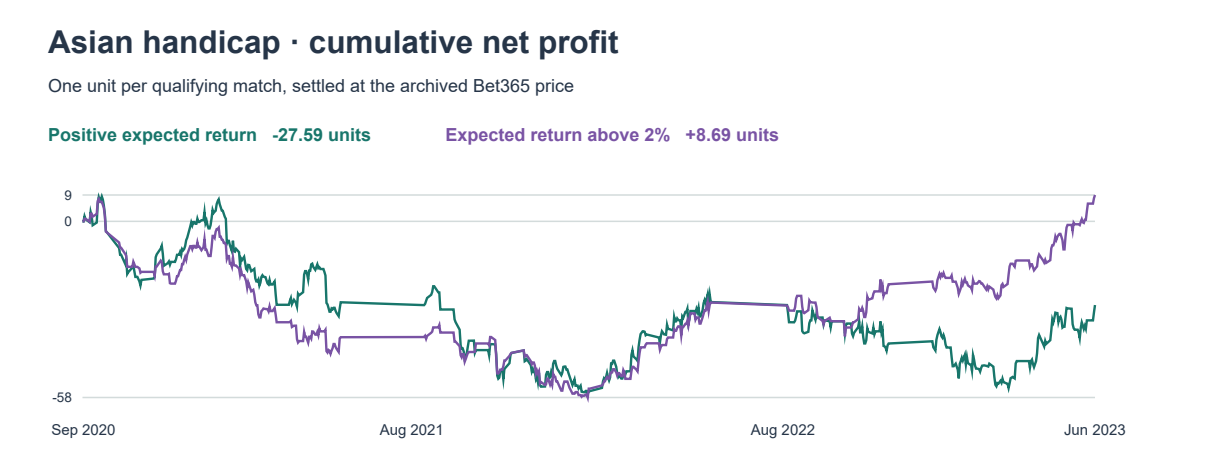 Asian handicap · cumulative net profit
One unit per qualifying match, settled at the archived Bet365 price
Positive expected return -27.59 units Expected return above 2% +8.69 units
9
0
-58
Sep 2020 Aug 2021 Aug 2022 Jun 2023